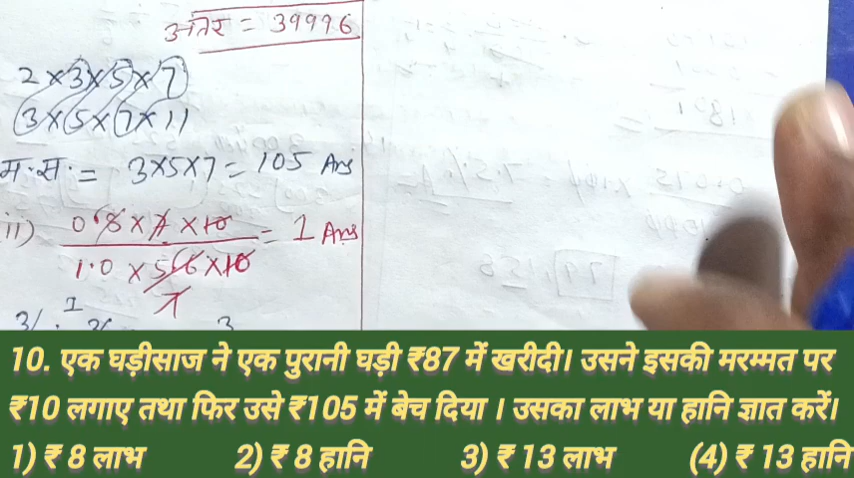 अंतर = 39996
2 × 3 × 5 × 7
3 × 5 × 7 × 11
म.स. = 3×5×7 = 105 Ans
ii) 0.8 × 7 × 10 = 1 Ans
1.0 × 5.6 × 10
1
10. एक घड़ीसाज ने एक पुरानी घड़ी ₹87 में खरीदी। उसने इसकी मरम्मत पर
₹10 लगाए तथा फिर उसे ₹105 में बेच दिया । उसका लाभ या हानि ज्ञात करें।
1) ₹ 8 लाभ 2) ₹ 8 हानि 3) ₹ 13 लाभ (4) ₹ 13 हानि